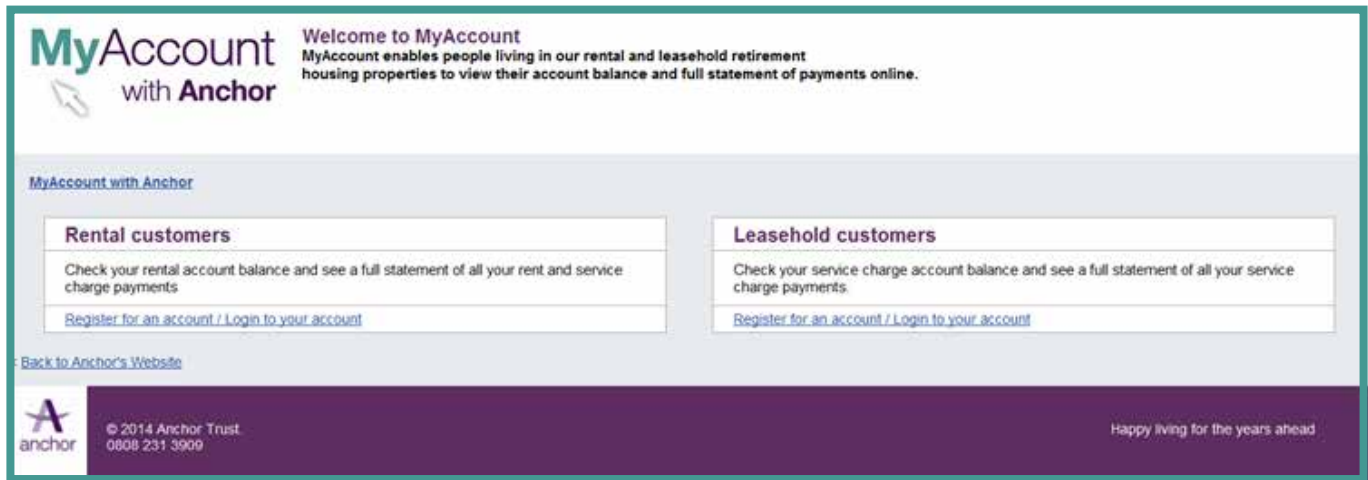 MyAccount
with Anchor
Welcome to MyAccount
MyAccount enables people living in our rental and leasehold retirement
housing properties to view their account balance and full statement of payments online.
MyAccount with Anchor
Rental customers
Check your rental account balance and see a full statement of all your rent and service
charge payments
Register for an account / Login to your account
Leasehold customers
Check your service charge account balance and see a full statement of all your service
charge payments.
Register for an account / Login to your account
< Back to Anchor's Website
anchor
© 2014 Anchor Trust.
0808 231 3909
Happy living for the years ahead